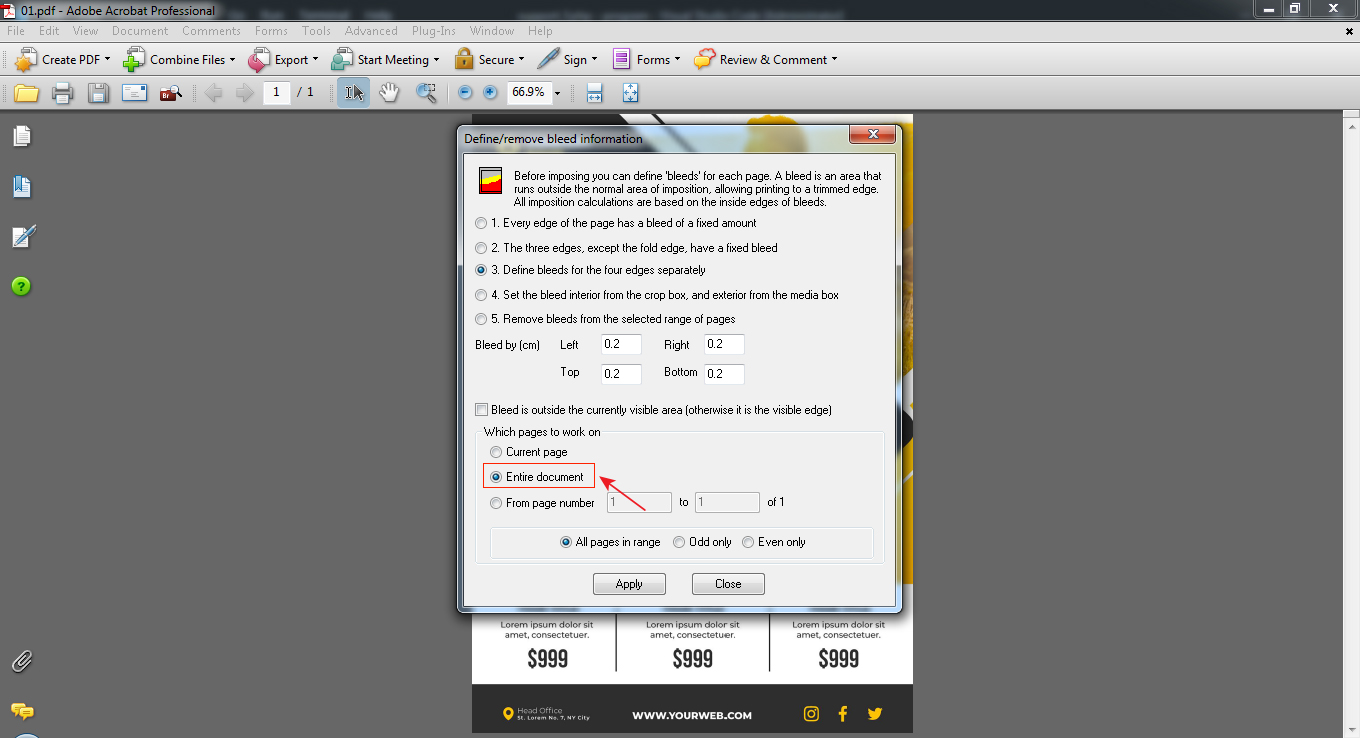 01.pdf - Adobe Acrobat Professional
File Edit View Document Comments Forms Tools Advanced Plug-Ins Window Help
Create PDF Combine Files Export Start Meeting Secure Sign Forms Review & Comment
Br 1 / 1 66.9%
Define/remove bleed information
Before imposing you can define 'bleeds' for each page. A bleed is an area that
runs outside the normal area of imposition, allowing printing to a trimmed edge.
All imposition calculations are based on the inside edges of bleeds.
1. Every edge of the page has a bleed of a fixed amount
2. The three edges, except the fold edge, have a fixed bleed
3. Define bleeds for the four edges separately
4. Set the bleed interior from the crop box, and exterior from the media box
5. Remove bleeds from the selected range of pages
Bleed by (cm) Left 0.2 Right 0.2
Top 0.2 Bottom 0.2
Bleed is outside the currently visible area (otherwise it is the visible edge)
Which pages to work on
Current page
Entire document
From page number 1 to 1 of 1
All pages in range Odd only Even only
Apply Close
Lorem ipsum dolor sit Lorem ipsum dolor sit Lorem ipsum dolor sit
amet, consectetuer. amet, consectetuer. amet, consectetuer.
$999 $999 $999
Head Office
St. Lorem No. 7, NY City
WWW.YOURWEB.COM